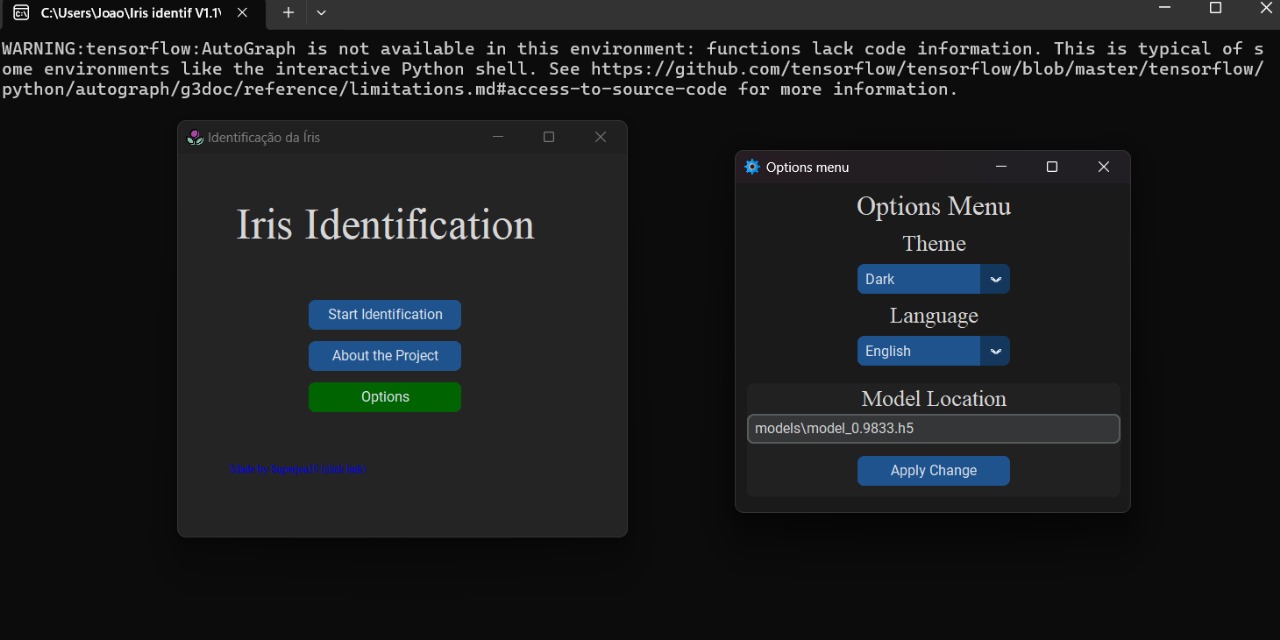 C:\Users\Joao\Iris identif V1.1\
WARNING:tensorflow:AutoGraph is not available in this environment: functions lack code information. This is typical of s
ome environments like the interactive Python shell. See https://github.com/tensorflow/tensorflow/blob/master/tensorflow/
python/autograph/g3doc/reference/limitations.md#access-to-source-code for more information.
Identificação da Íris
Iris Identification
Start Identification
About the Project
Options
Made by
Options menu
Options Menu
Theme
Dark
Language
English
Model Location
models\model_0.9833.h5
Apply Change